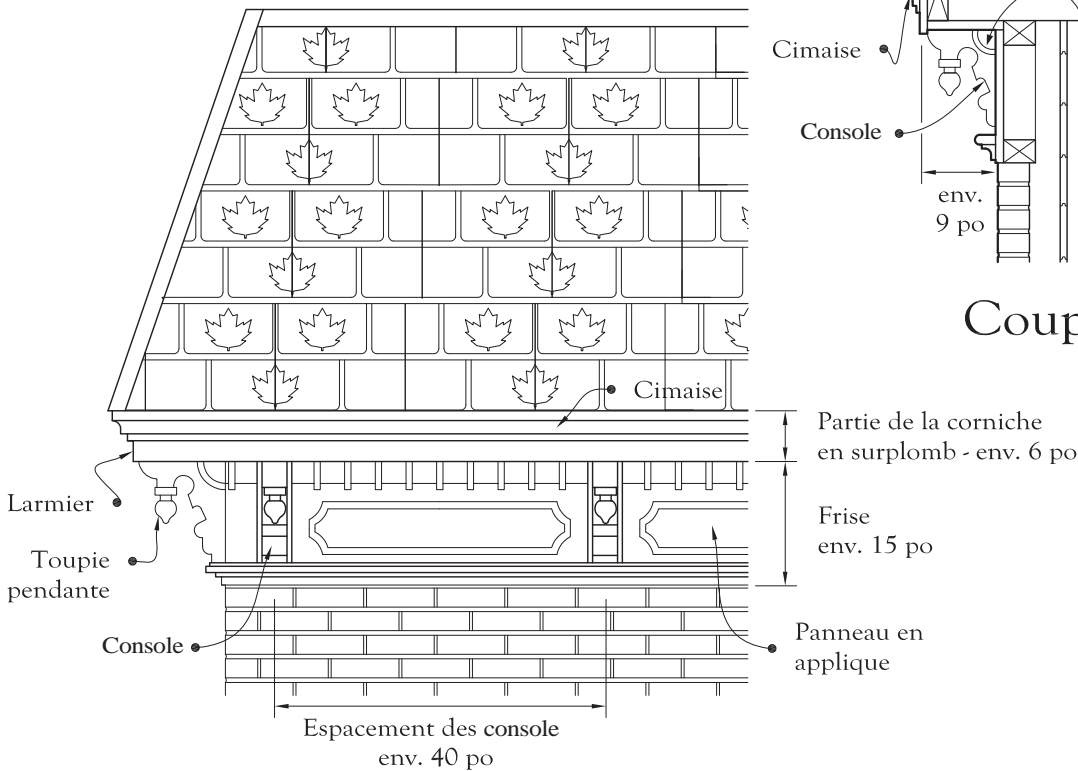 Cimaise
Console
env.
9 po
Coup
Cimaise
Partie de la corniche
en surplomb - env. 6 po
Larmier
Frise
env. 15 po
Toupie
pendante
Console
Panneau en
applique
Espacement des console
env. 40 po